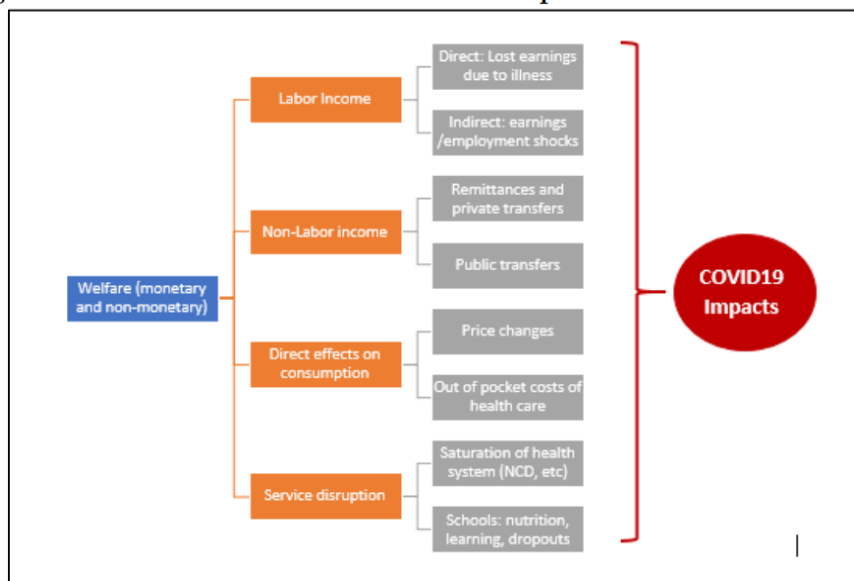 Welfare (monetary
and non-monetary)
Labor Income
Direct: Lost earnings
due to illness
Indirect: earnings
/employment shocks
Non-Labor income
Remittances and
private transfers
Public transfers
Direct effects on
consumption
Price changes
Out of pocket costs of
health care
Service disruption
Saturation of health
system (NCD, etc)
Schools: nutrition,
learning, dropouts
COVID19
Impacts